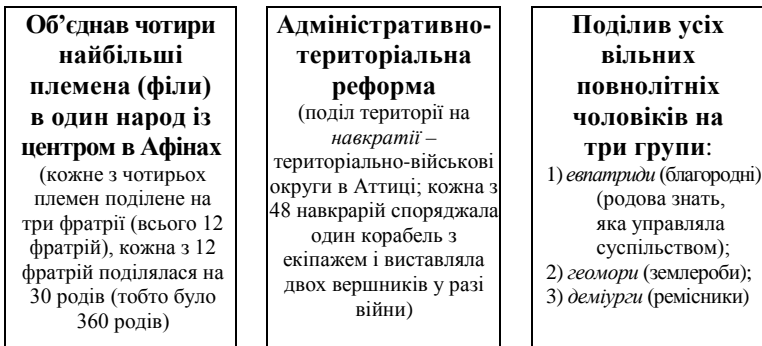 Об’єднав чотири
найбільші
племена (філи)
в один народ із
центром в Афінах
(кожне з чотирьох
племен поділене на
три фратрії (всього 12
фратрій), кожна з 12
фратрій поділялася на
30 родів (тобто було
360 родів)
Адміністративно-
територіальна
реформа
(поділ території на
навкратії –
територіально-військові
округи в Аттиці; кожна з
48 навкрарій споряджала
один корабель з
екіпажем і виставляла
двох вершників у разі
війни)
Поділив усіх
вільних
повнолітніх
чоловіків на
три групи:
1) евпатриди (благородні)
(родова знать,
яка управляла
суспільством);
2) геомори (землероби);
3) деміурги (ремісники)